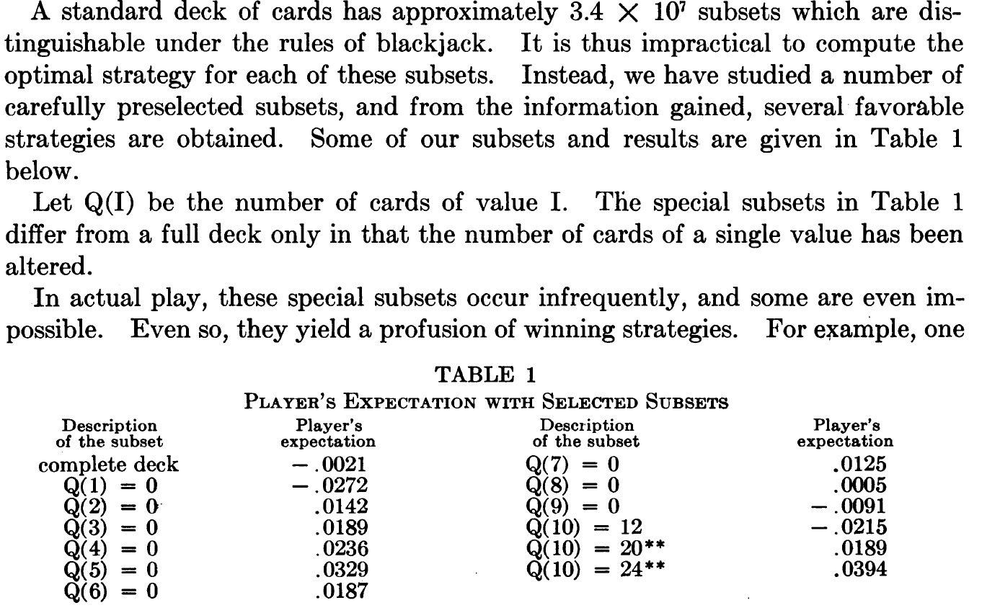 A standard deck of cards has approximately 3.4 × 10⁷ subsets which are dis-
tinguishable under the rules of blackjack. It is thus impractical to compute the
optimal strategy for each of these subsets. Instead, we have studied a number of
carefully preselected subsets, and from the information gained, several favorable
strategies are obtained. Some of our subsets and results are given in Table 1
below.
Let Q(I) be the number of cards of value I. The special subsets in Table 1
differ from a full deck only in that the number of cards of a single value has been
altered.
In actual play, these special subsets occur infrequently, and some are even im-
possible. Even so, they yield a profusion of winning strategies. For example, one
TABLE 1
PLAYER'S EXPECTATION WITH SELECTED SUBSETS
Description Player's Description Player's
of the subset expectation of the subset expectation
complete deck −.0021 Q(7) = 0 .0125
Q(1) = 0 −.0272 Q(8) = 0 .0005
Q(2) = 0 .0142 Q(9) = 0 −.0091
Q(3) = 0 .0189 Q(10) = 12 −.0215
Q(4) = 0 .0236 Q(10) = 20** .0189
Q(5) = 0 .0329 Q(10) = 24** .0394
Q(6) = 0 .0187